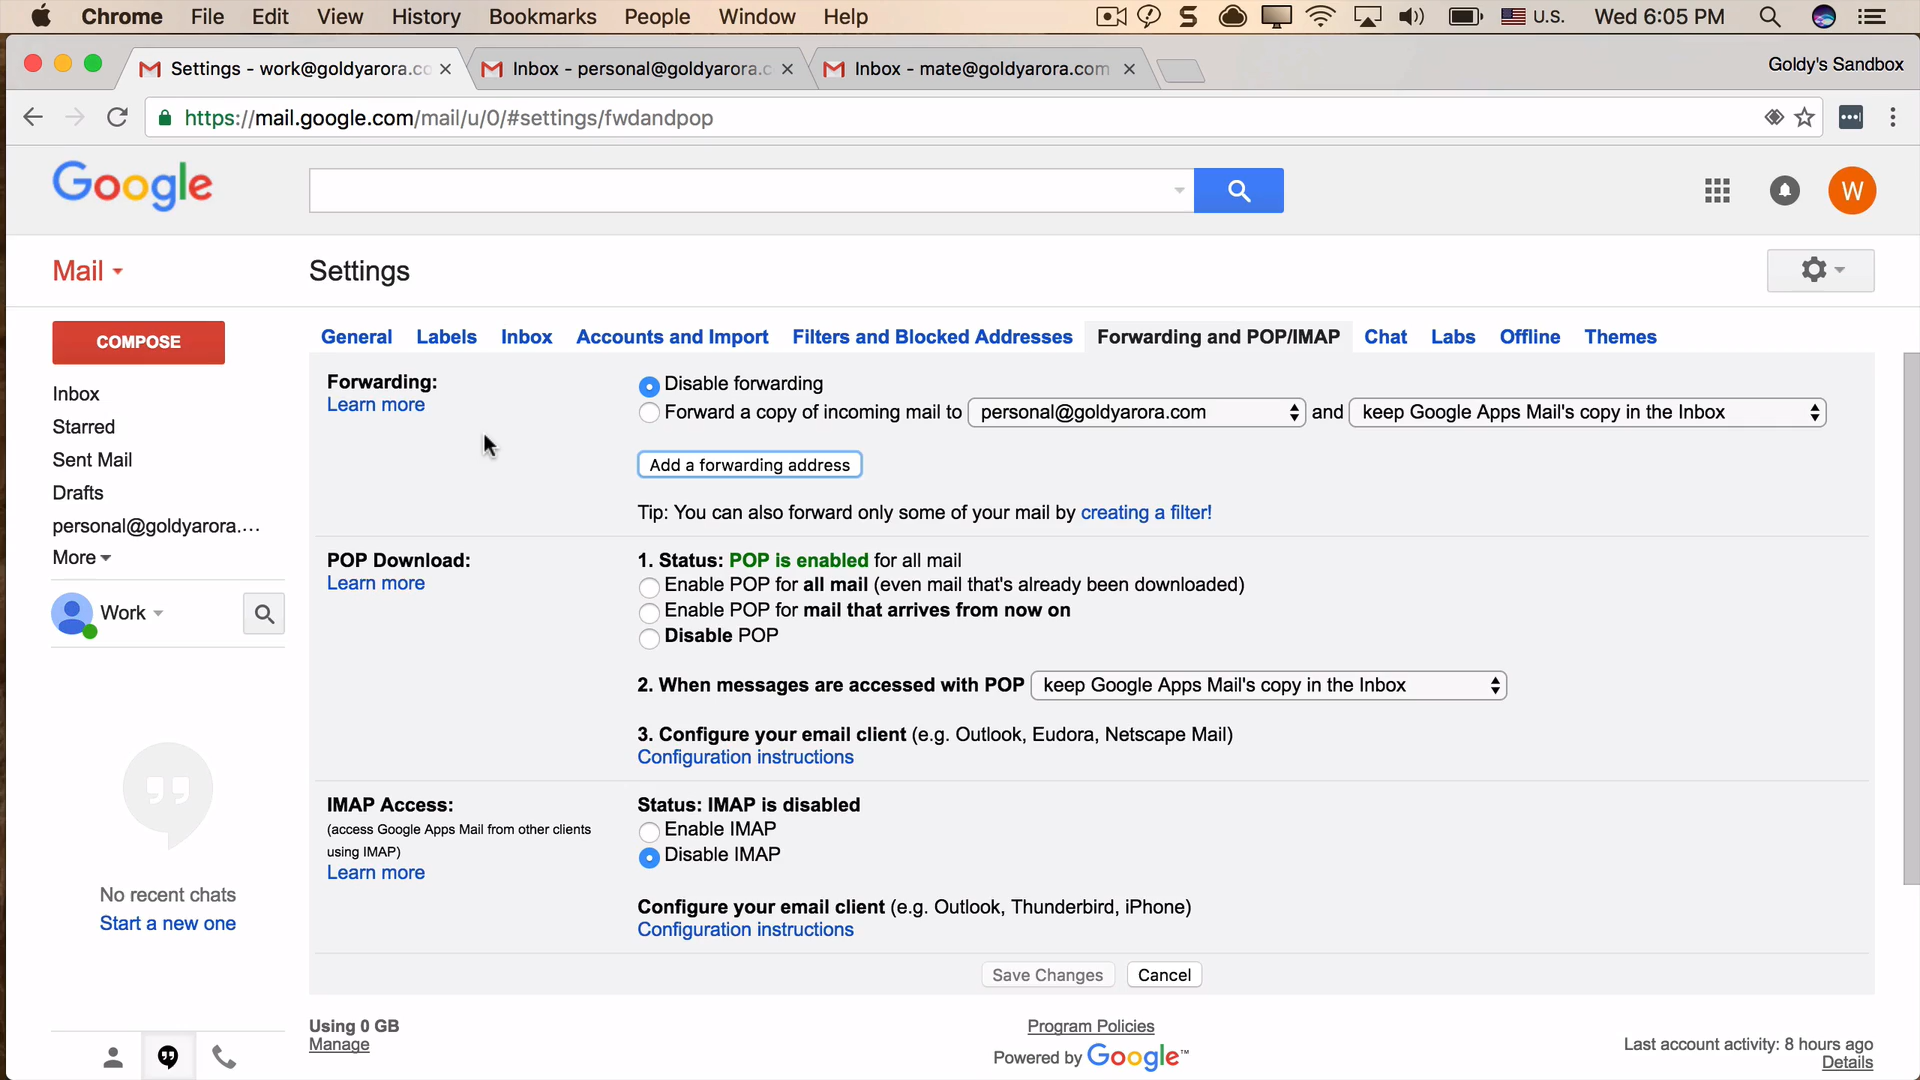 Chrome File Edit View History Bookmarks People Window Help U.S. Wed 6:05 PM
Settings - work@goldyarora.co Inbox - personal@goldyarora.c Inbox - mate@goldyarora.com Goldy's Sandbox
https://mail.google.com/mail/u/0/#settings/fwdandpop
Google W
Mail Settings
COMPOSE
Inbox
Starred
Sent Mail
Drafts
personal@goldyarora....
More
Work
No recent chats
Start a new one
General Labels Inbox Accounts and Import Filters and Blocked Addresses Forwarding and POP/IMAP Chat Labs Offline Themes
Forwarding:
Learn more
Disable forwarding
Forward a copy of incoming mail to personal@goldyarora.com and keep Google Apps Mail's copy in the Inbox
Add a forwarding address
Tip: You can also forward only some of your mail by creating a filter!
POP Download:
Learn more
1. Status: POP is enabled for all mail
Enable POP for all mail (even mail that's already been downloaded)
Enable POP for mail that arrives from now on
Disable POP
2. When messages are accessed with POP keep Google Apps Mail's copy in the Inbox
3. Configure your email client (e.g. Outlook, Eudora, Netscape Mail)
Configuration instructions
IMAP Access:
(access Google Apps Mail from other clients
using IMAP)
Learn more
Status: IMAP is disabled
Enable IMAP
Disable IMAP
Configure your email client (e.g. Outlook, Thunderbird, iPhone)
Configuration instructions
Save Changes Cancel
Using 0 GB
Manage
Program Policies
Powered by Google™
Last account activity: 8 hours ago
Details